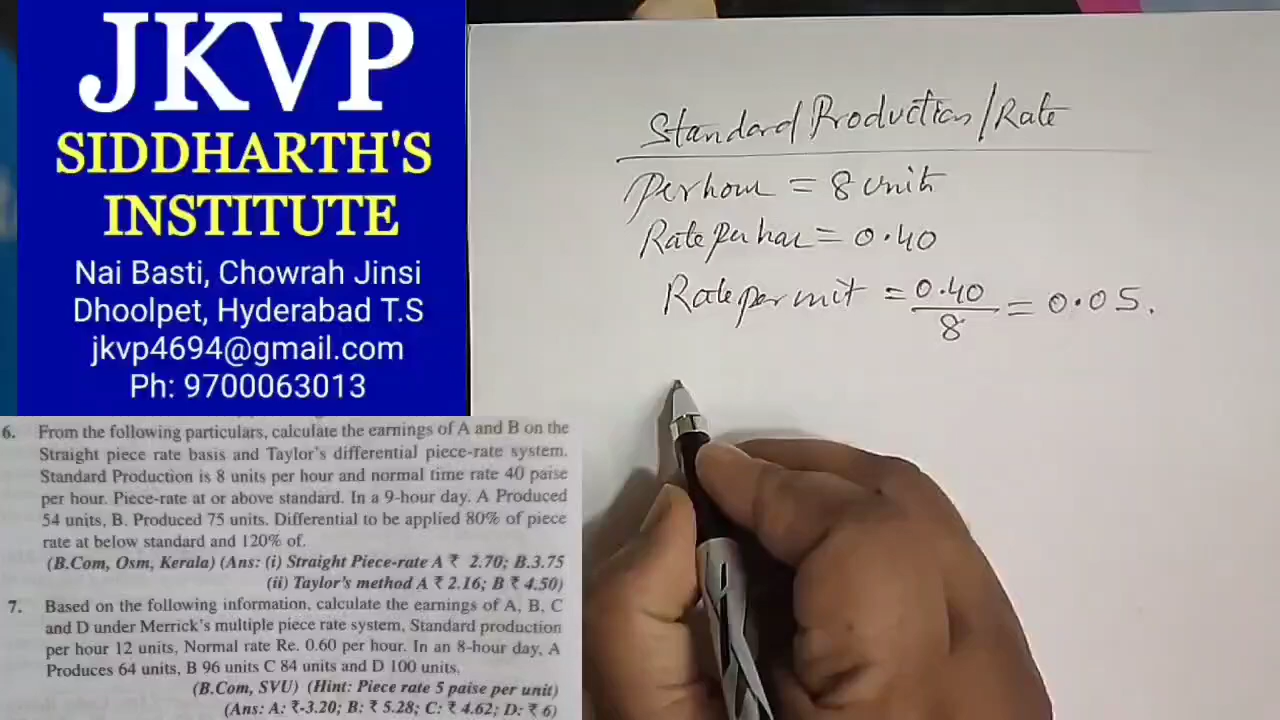 JKVP
SIDDHARTH'S
INSTITUTE
Nai Basti, Chowrah Jinsi
Dhoolpet, Hyderabad T.S
jkvp4694@gmail.com
Ph: 9700063013
6. From the following particulars, calculate the earnings of A and B on the
Straight piece rate basis and Taylor's differential piece-rate system.
Standard Production is 8 units per hour and normal time rate 40 paise
per hour. Piece-rate at or above standard. In a 9-hour day. A Produced
54 units, B. Produced 75 units. Differential to be applied 80% of piece
rate at below standard and 120% of.
(B.Com, Osm, Kerala) (Ans: (i) Straight Piece-rate A ₹ 2.70; B.3.75
(ii) Taylor's method A ₹ 2.16; B ₹ 4.50)
7. Based on the following information, calculate the earnings of A, B, C
and D under Merrick's multiple piece rate system, Standard production
per hour 12 units, Normal rate Re. 0.60 per hour. In an 8-hour day, A
Produces 64 units, B 96 units C 84 units and D 100 units.
(B.Com, SVU) (Hint: Piece rate 5 paise per unit)
(Ans: A: ₹-3.20; B: ₹ 5.28; C: ₹ 4.62; D: ₹ 6)
Standard Production/Rate
per hour = 8 unit
Rate per hour = 0.40
Rate per unit = 0.40/8 = 0.05.